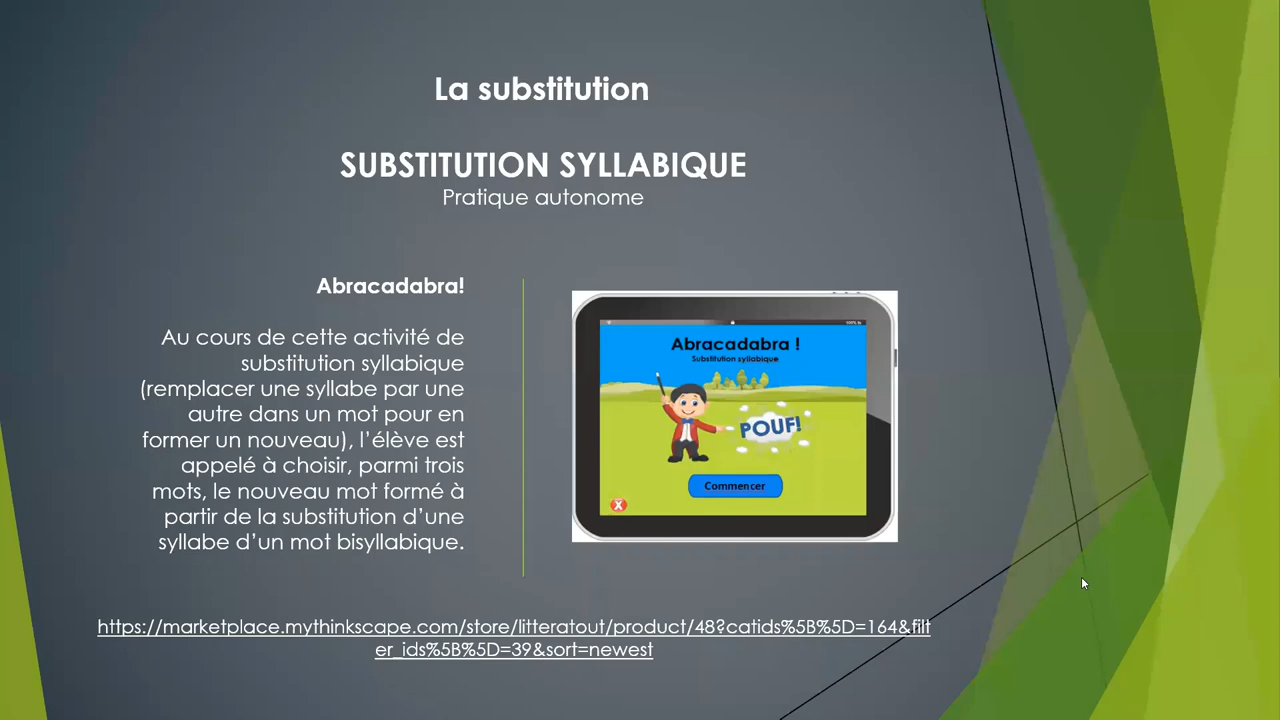 La substitution
SUBSTITUTION SYLLABIQUE
Pratique autonome
Abracadabra!
Au cours de cette activité de
substitution syllabique
(remplacer une syllabe par une
autre dans un mot pour en
former un nouveau), l’élève est
appelé à choisir, parmi trois
mots, le nouveau mot formé à
partir de la substitution d’une
syllabe d’un mot bisyllabique.
Abracadabra !
Substitution syllabique
POUF!
Commencer
X
https://marketplace.mythinkscape.com/store/litteratout/product/48?catids%5B%5D=164&filt
er_ids%5B%5D=39&sort=newest